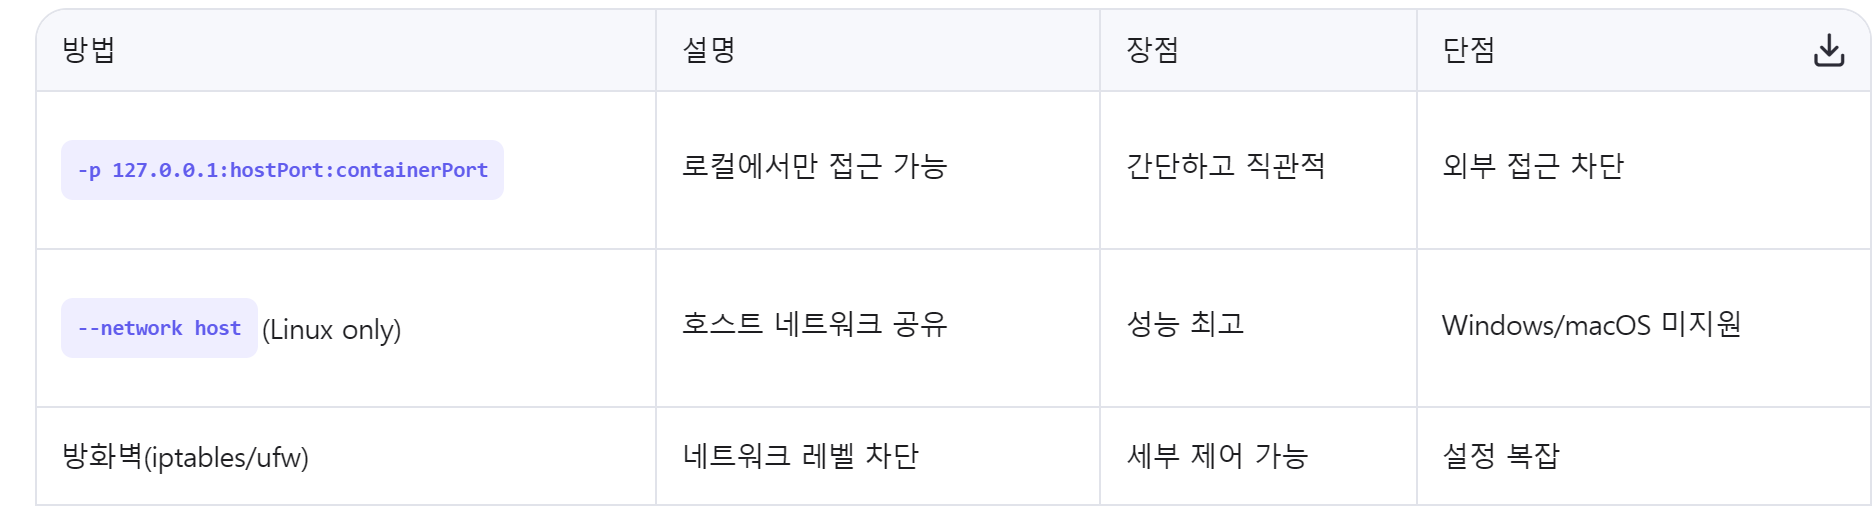 방법 설명 장점 단점
-p 127.0.0.1:hostPort:containerPort 로컬에서만 접근 가능 간단하고 직관적 외부 접근 차단
--network host (Linux only) 호스트 네트워크 공유 성능 최고 Windows/macOS 미지원
방화벽(iptables/ufw) 네트워크 레벨 차단 세부 제어 가능 설정 복잡